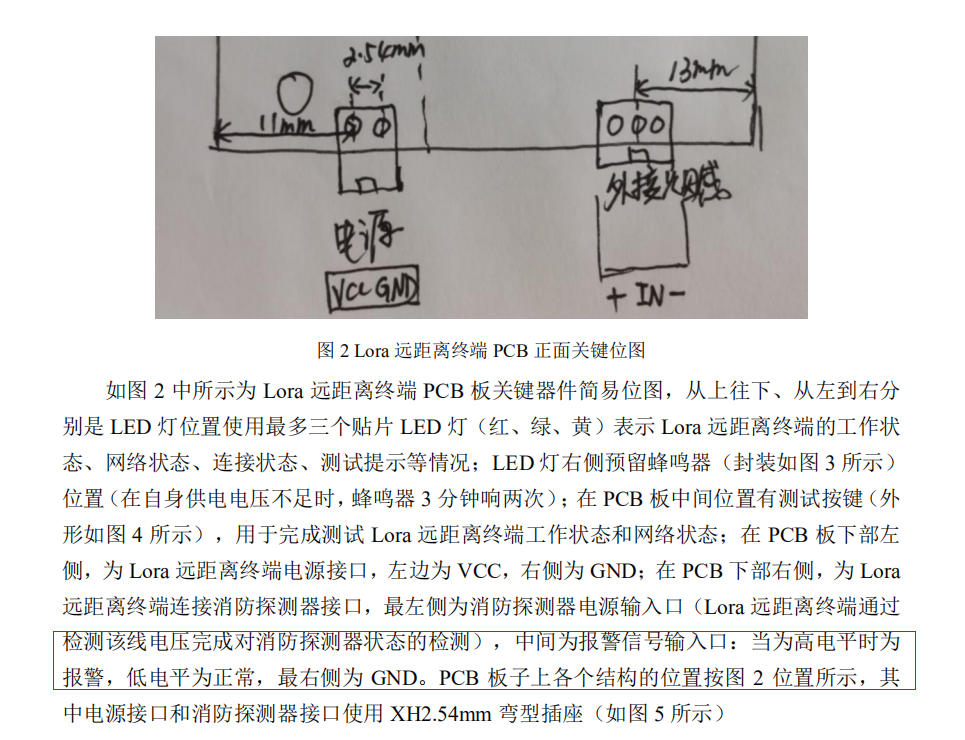 2.54mm
13mm
11mm
外接烟感
电源
VCC GND
+ IN -
图 2 Lora 远距离终端 PCB 正面关键位图
如图 2 中所示为 Lora 远距离终端 PCB 板关键器件简易位图，从上往下、从左到右分
别是 LED 灯位置使用最多三个贴片 LED 灯（红、绿、黄）表示 Lora 远距离终端的工作状
态、网络状态、连接状态、测试提示等情况；LED 灯右侧预留蜂鸣器（封装如图 3 所示）
位置（在自身供电电压不足时，蜂鸣器 3 分钟响两次）；在 PCB 板中间位置有测试按键（外
形如图 4 所示），用于完成测试 Lora 远距离终端工作状态和网络状态；在 PCB 板下部左
侧，为 Lora 远距离终端电源接口，左边为 VCC，右侧为 GND；在 PCB 下部右侧，为 Lora
远距离终端连接消防探测器接口，最左侧为消防探测器电源输入口（Lora 远距离终端通过
检测该线电压完成对消防探测器状态的检测），中间为报警信号输入口：当为高电平时为
报警，低电平为正常，最右侧为 GND。PCB 板子上各个结构的位置按图 2 位置所示，其
中电源接口和消防探测器接口使用 XH2.54mm 弯型插座（如图 5 所示）